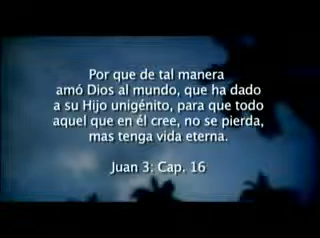 Por que de tal manera
amó Dios al mundo, que ha dado
a su Hijo unigénito, para que todo
aquel que en él cree, no se pierda,
mas tenga vida eterna.
Juan 3: Cap. 16